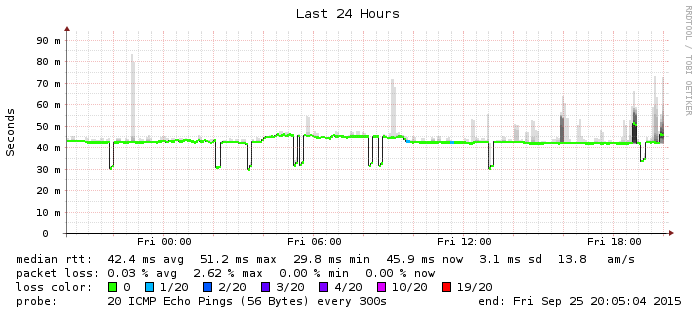 Last 24 Hours
RRDTOOL / TOBI OETIKER
Seconds
90 m
80 m
70 m
60 m
50 m
40 m
30 m
20 m
10 m
0
Fri 00:00 Fri 06:00 Fri 12:00 Fri 18:00
median rtt: 42.4 ms avg 51.2 ms max 29.8 ms min 45.9 ms now 3.1 ms sd 13.8 am/s
packet loss: 0.03 % avg 2.62 % max 0.00 % min 0.00 % now
loss color: 0 1/20 2/20 3/20 4/20 10/20 19/20
probe: 20 ICMP Echo Pings (56 Bytes) every 300s end: Fri Sep 25 20:05:04 2015